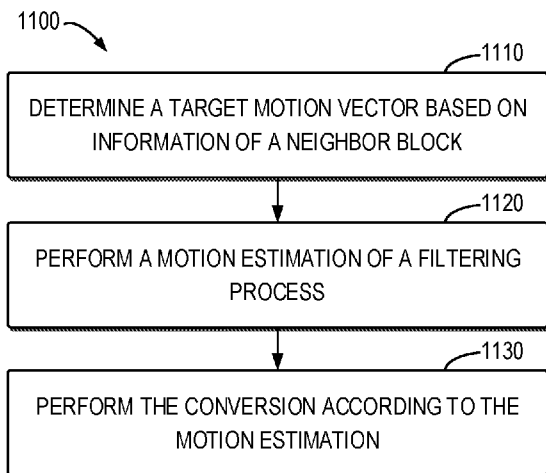 1100
1110
DETERMINE A TARGET MOTION VECTOR BASED ON
INFORMATION OF A NEIGHBOR BLOCK
1120
PERFORM A MOTION ESTIMATION OF A FILTERING
PROCESS
1130
PERFORM THE CONVERSION ACCORDING TO THE
MOTION ESTIMATION